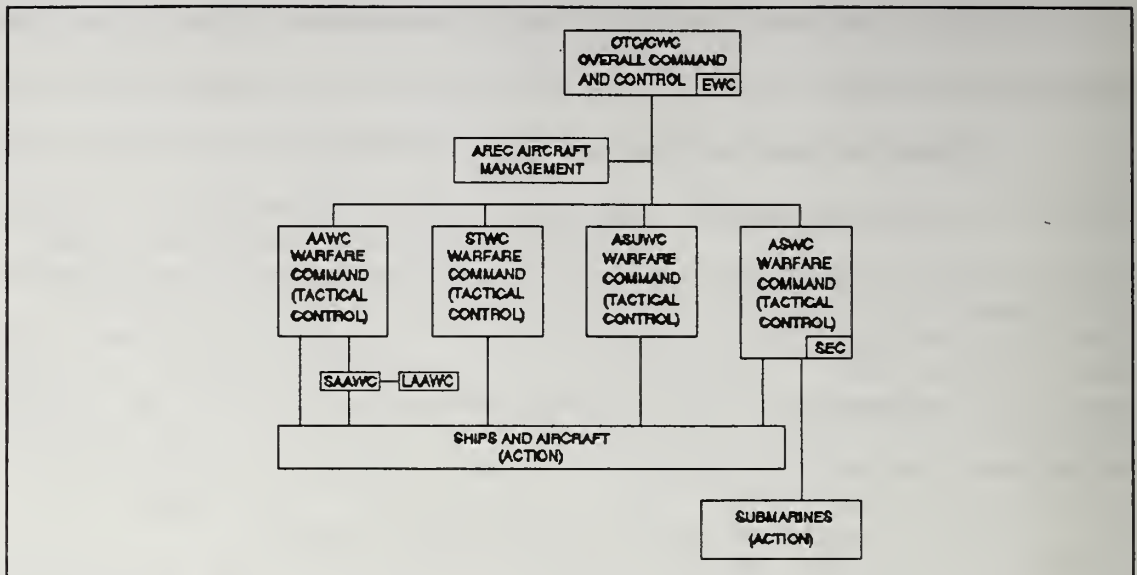 OTC/CWC
OVERALL COMMAND
AND CONTROL
EWC
AREC AIRCRAFT
MANAGEMENT
AAWC
WARFARE
COMMAND
(TACTICAL
CONTROL)
STWC
WARFARE
COMMAND
(TACTICAL
CONTROL)
ASUWC
WARFARE
COMMAND
(TACTICAL
CONTROL)
ASWC
WARFARE
COMMAND
(TACTICAL
CONTROL)
SEC
SAAWC
LAAWC
SHIPS AND AIRCRAFT
(ACTION)
SUBMARINES
(ACTION)